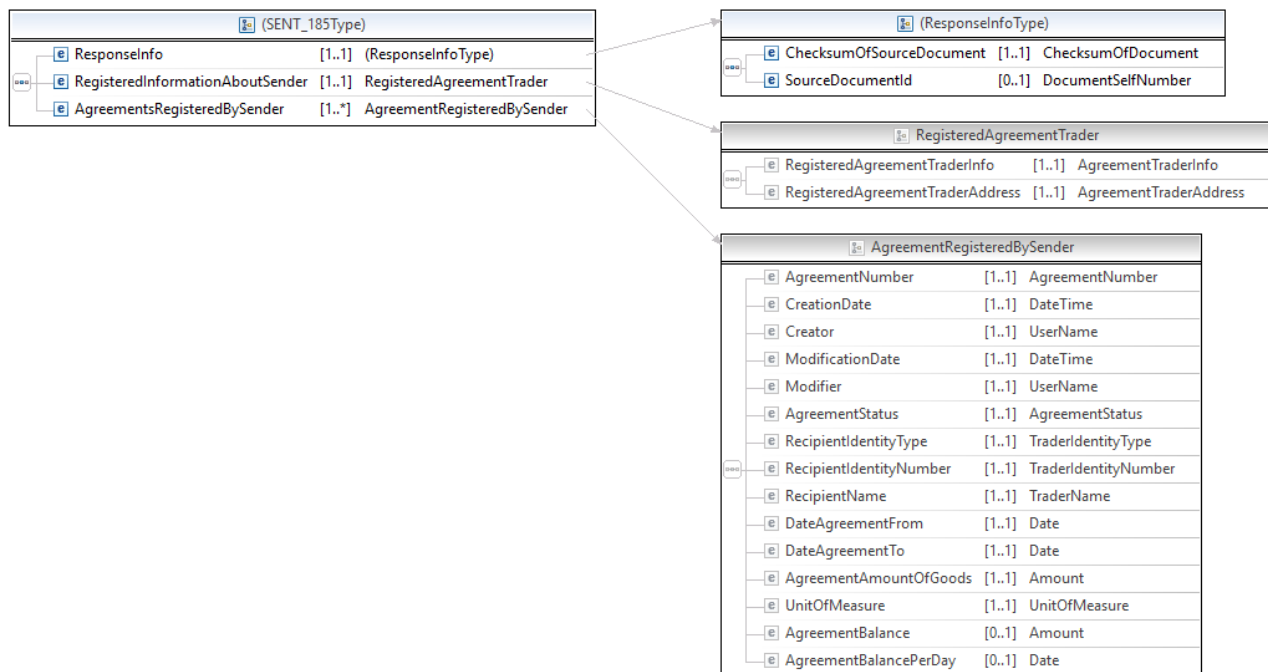 (SENT_185Type)
ResponseInfo [1..1] (ResponseInfoType)
RegisteredInformationAboutSender [1..1] RegisteredAgreementTrader
AgreementsRegisteredBySender [1..*] AgreementRegisteredBySender
(ResponseInfoType)
ChecksumOfSourceDocument [1..1] ChecksumOfDocument
SourceDocumentId [0..1] DocumentSelfNumber
RegisteredAgreementTrader
RegisteredAgreementTraderInfo [1..1] AgreementTraderInfo
RegisteredAgreementTraderAddress [1..1] AgreementTraderAddress
AgreementRegisteredBySender
AgreementNumber [1..1] AgreementNumber
CreationDate [1..1] DateTime
Creator [1..1] UserName
ModificationDate [1..1] DateTime
Modifier [1..1] UserName
AgreementStatus [1..1] AgreementStatus
RecipientIdentityType [1..1] TraderIdentityType
RecipientIdentityNumber [1..1] TraderIdentityNumber
RecipientName [1..1] TraderName
DateAgreementFrom [1..1] Date
DateAgreementTo [1..1] Date
AgreementAmountOfGoods [1..1] Amount
UnitOfMeasure [1..1] UnitOfMeasure
AgreementBalance [0..1] Amount
AgreementBalancePerDay [0..1] Date